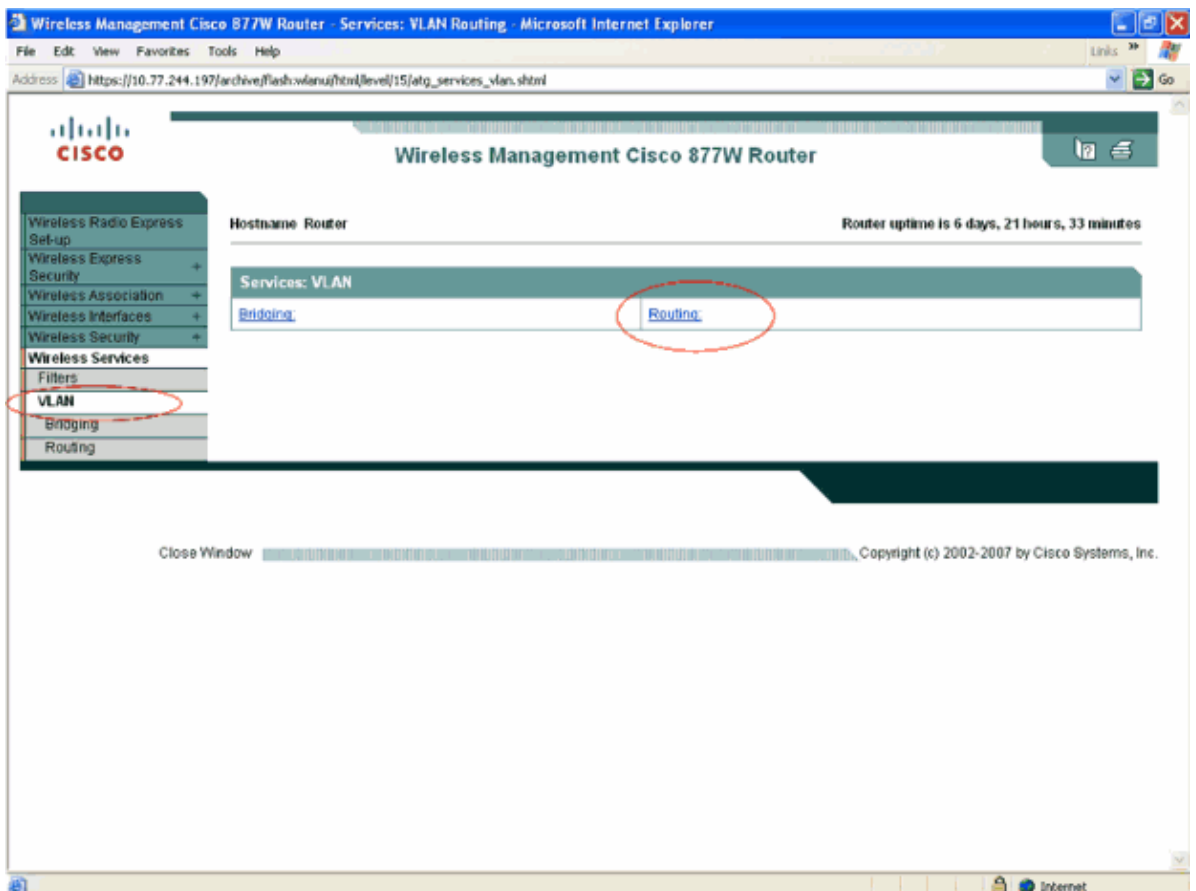 Wireless Management Cisco 877W Router - Services: VLAN Routing - Microsoft Internet Explorer
File Edit View Favorites Tools Help
Links »
Address https://10.77.244.197/archive/flash:wlanui/html/level/15/atg_services_vlan.shtml
Go
CISCO
Wireless Management Cisco 877W Router
Wireless Radio Express
Set-up
Wireless Express
Security +
Wireless Association +
Wireless Interfaces +
Wireless Security +
Wireless Services
Filters
VLAN
Bridging
Routing
Hostname Router
Router uptime is 6 days, 21 hours, 33 minutes
Services: VLAN
Bridging:
Routing:
Close Window
Copyright (c) 2002-2007 by Cisco Systems, Inc.
Internet